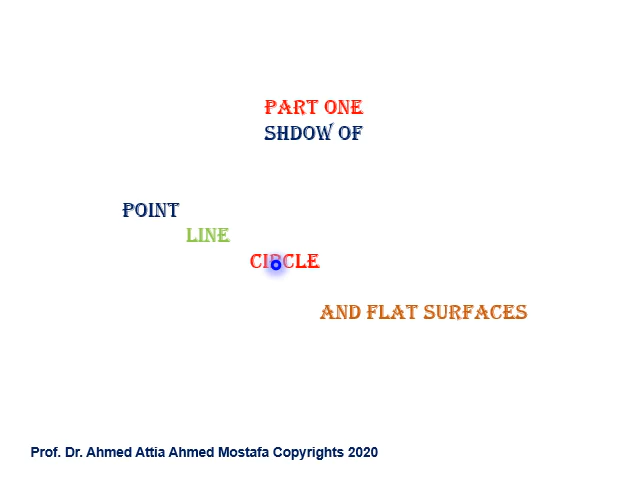 PART ONE
SHDOW OF
POINT
LINE
CIRCLE
AND FLAT SURFACES
Prof. Dr. Ahmed Attia Ahmed Mostafa Copyrights 2020